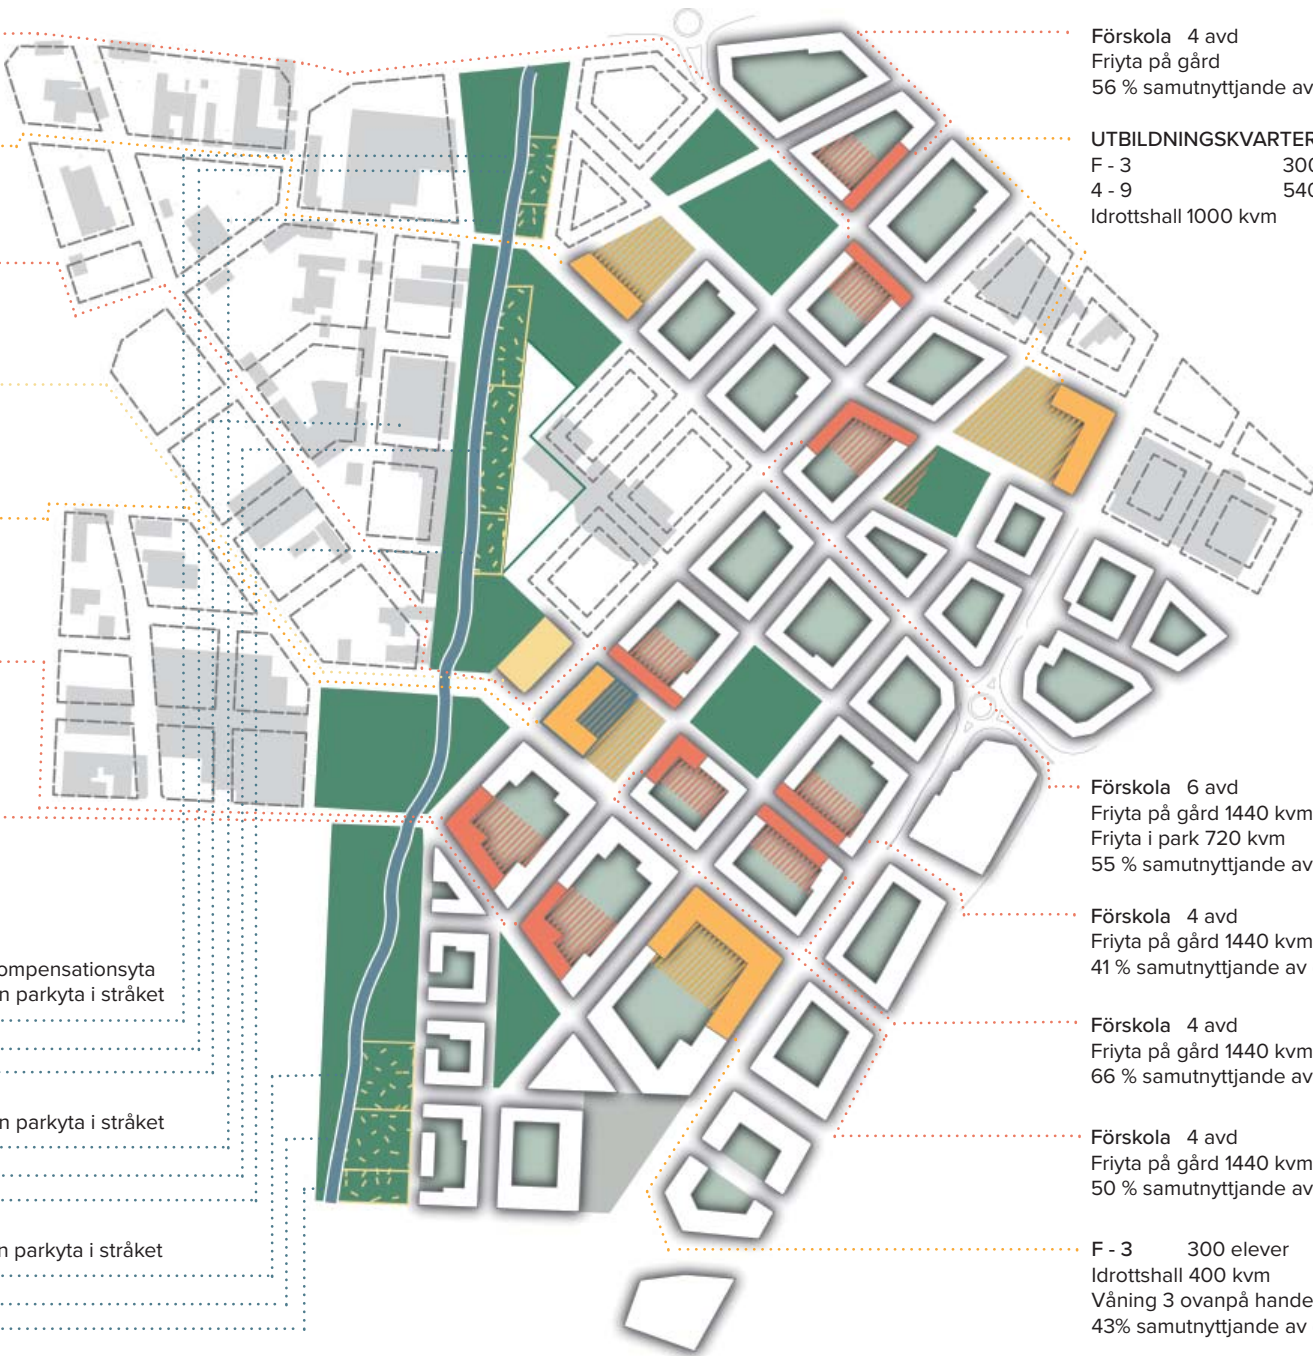 Förskola 4 avd
Friyta på gård
56 % samutnyttjande av
UTBILDNINGSKVARTER
F - 3 300
4 - 9 540
Idrottshall 1000 kvm
Förskola 6 avd
Friyta på gård 1440 kvm
Friyta i park 720 kvm
55 % samutnyttjande av
Förskola 4 avd
Friyta på gård 1440 kvm
41 % samutnyttjande av
Förskola 4 avd
Friyta på gård 1440 kvm
66 % samutnyttjande av
Förskola 4 avd
Friyta på gård 1440 kvm
50 % samutnyttjande av
F - 3 300 elever
Idrottshall 400 kvm
Våning 3 ovanpå hande
43% samutnyttjande av
ompensationsyta
n parkyta i stråket
n parkyta i stråket
n parkyta i stråket